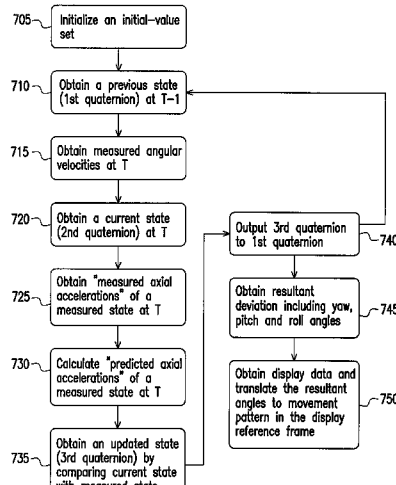 705
Initialize an initial-value
set
710
Obtain a previous state
(1st quaternion) at T-1
715
Obtain measured angular
velocities at T
720
Obtain a current state
(2nd quaternion) at T
725
Obtain "measured axial
accelerations" of a
measured state at T
730
Calculate "predicted axial
accelerations" of a
measured state at T
735
Obtain an updated state
(3rd quaternion) by
comparing current state
with measured state
Output 3rd quaternion
to 1st quaternion
740
Obtain resultant
deviation including yaw,
pitch and roll angles
745
Obtain display data and
translate the resultant
angles to movement
pattern in the display
reference frame
750